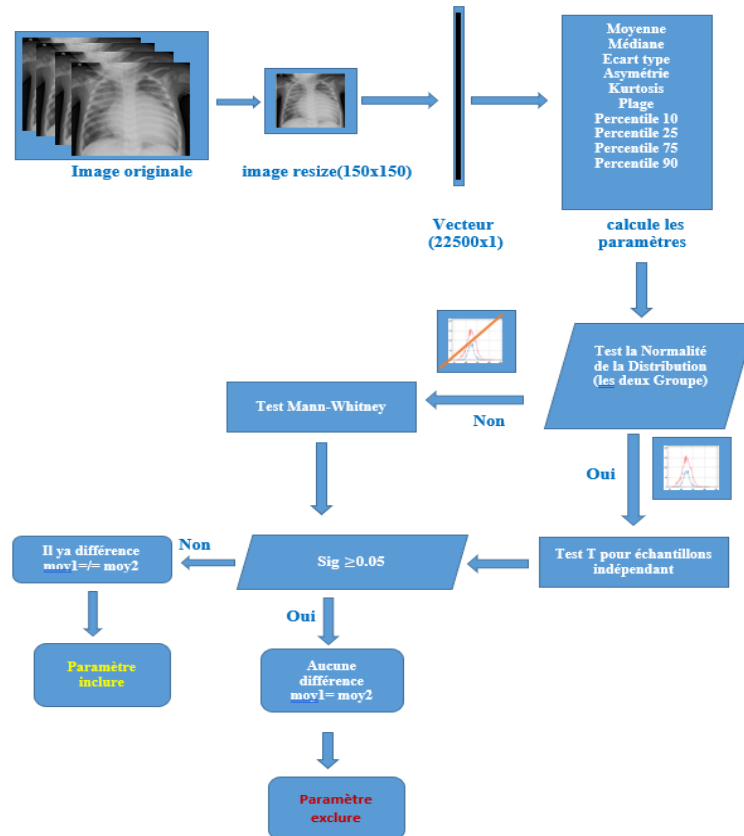 Moyenne
Médiane
Ecart type
Asymétrie
Kurtosis
Plage
Percentile 10
Percentile 25
Percentile 75
Percentile 90
Image originale
image resize(150x150)
Vecteur
(22500x1)
calcule les
paramètres
Test la Normalité
de la Distribution
(les deux Groupe)
Test Mann-Whitney
Non
Oui
Il ya différence
moy1=/= moy2
Non
Sig ≥0.05
Test T pour échantillons
indépendant
Oui
Paramètre
inclure
Aucune
différence
moy1= moy2
Paramètre
exclure